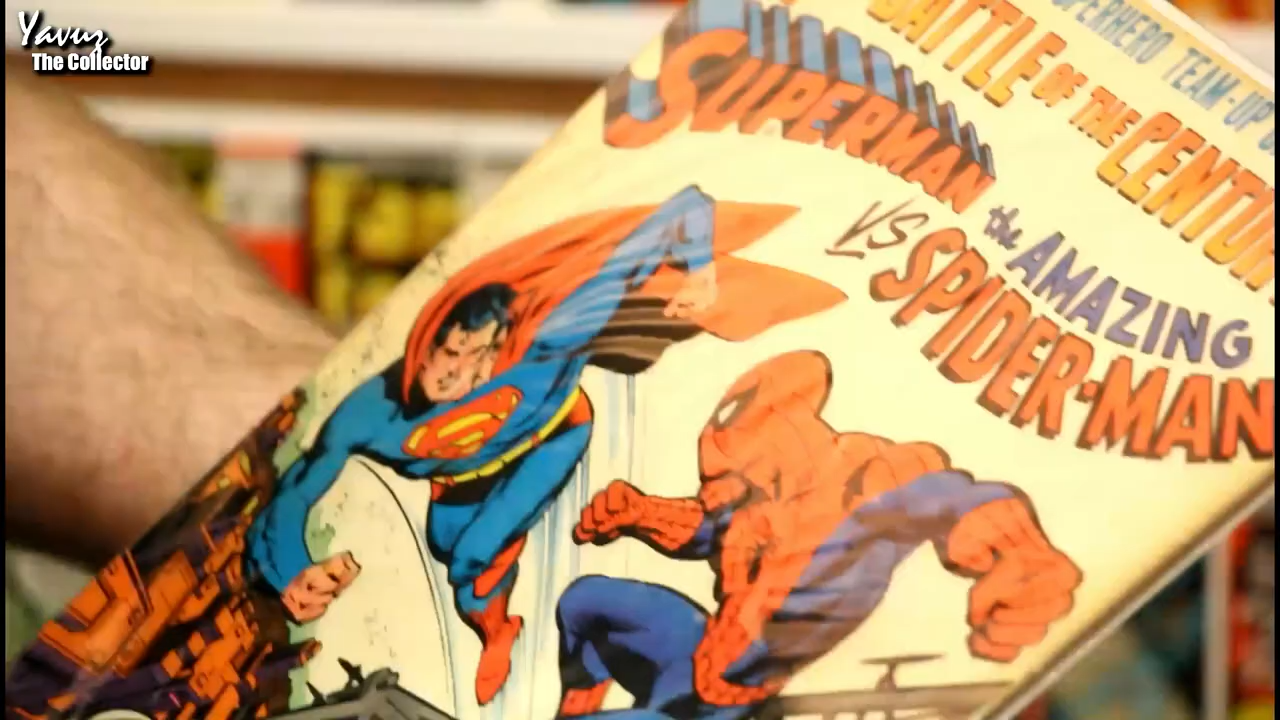 Yavuz
The Collector
SUPERHERO TEAM-UP
BATTLE OF THE
SUPERMAN
VS
the AMAZING
SPIDER-MAN
S